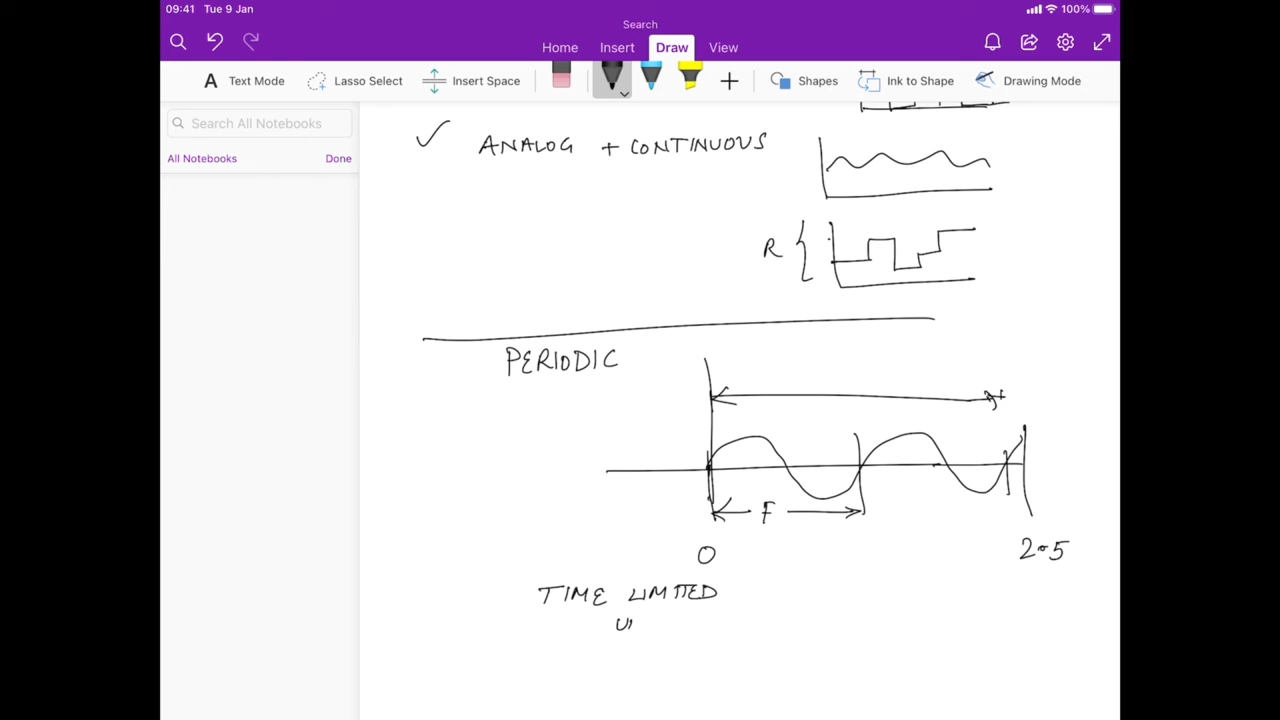 09:41 Tue 9 Jan
100%
Search
Home Insert Draw View
Text Mode Lasso Select Insert Space Shapes Ink to Shape Drawing Mode
Search All Notebooks
All Notebooks Done
ANALOG + CONTINUOUS
R
PERIODIC
F
0 2.5
TIME LIMITED